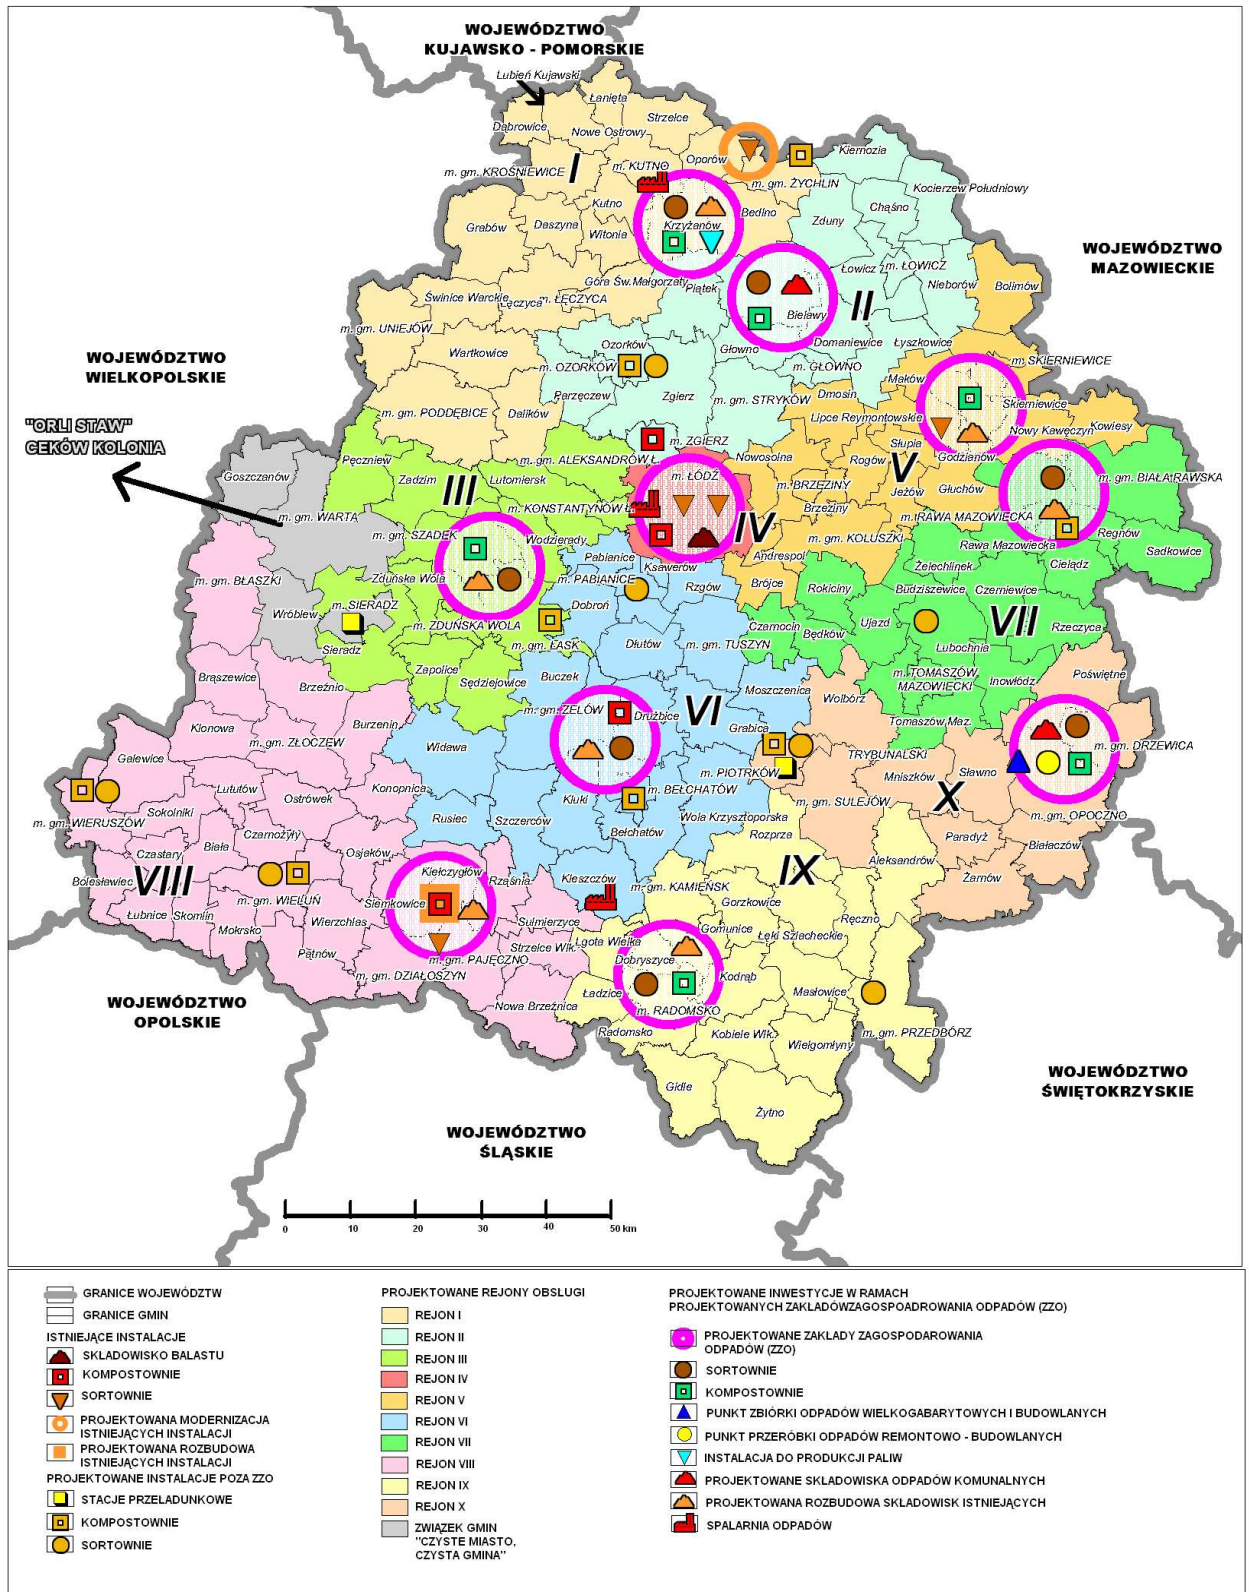 WOJEWÓDZTWO
KUJAWSKO - POMORSKIE
Lubień Kujawski
Łanięta
Strzelce
Dąbrowice
Nowe Ostrowy
I
m. KUTNO
Oporów
Kiernozia
m. gm. KROŚNIEWICE
m. gm. ŻYCHLIN
Kocierzew Południowy
Kutno
Bedlno
Chąśno
Grabów
Daszyna
Witonia
Krzyżanów
Zduny
WOJEWÓDZTWO
MAZOWIECKIE
Góra Św.Małgorzaty
Piątek
Łowicz
m. ŁOWICZ
Nieborów
Bolimów
Świnice Warckie
Łęczyca
m. ŁĘCZYCA
Bielawy
II
m. gm. UNIEJÓW
Ozorków
Głowno
Domaniewice
Łyszkowice
WOJEWÓDZTWO
WIELKOPOLSKIE
Wartkowice
m. OZORKÓW
m. GŁOWNO
m. SKIERNIEWICE
Maków
Parzęczew
Zgierz
m. gm. STRYKÓW
Dmosin
Skierniewice
"ORLI STAW"
CEKÓW KOLONIA
m. gm. PODDĘBICE
Dalików
Lipce Reymontowskie
Nowy Kawęczyn
Kowiesy
m. ZGIERZ
Słupia
Pęczniew
m. gm. ALEKSANDRÓW Ł.
Nowosolna
Rogów
V
Godzianów
Goszczanów
Zadzim
III
Lutomiersk
m. ŁÓDŹ
m. BRZEZINY
Jeżów
Głuchów
m. gm. BIAŁA RAWSKA
m. gm. WARTA
m. KONSTANTYNÓW Ł.
Brzeziny
m. RAWA MAZOWIECKA
m. gm. SZADEK
Wodzierady
IV
m. gm. KOLUSZKI
Rawa Mazowiecka
Regnów
Sadkowice
Pabianice
Ksawerów
Andrespol
Żelechlinek
Cielądz
m. gm. BŁASZKI
Zduńska Wola
m. PABIANICE
Rzgów
Brójce
Rokiciny
Budziszewice
Czerniewice
Wróblew
m. SIERADZ
Dobroń
m. ZDUŃSKA WOLA
Czarnocin
Ujazd
VII
Rzeczyca
Sieradz
m. gm. ŁASK
Dłutów
m. gm. TUSZYN
Będków
Lubochnia
Zapolice
Buczek
m. TOMASZÓW
MAZOWIECKI
Inowłódz
Poświętne
Brąszewice
Brzeźnio
Sędziejowice
Moszczenica
Wolbórz
Klonowa
Burzenin
m. gm. ZELÓW
Drużbice
VI
Grabica
Tomaszów Maz.
m. gm. ZŁOCZEW
Widawa
TRYBUNALSKI
m. gm. DRZEWICA
Galewice
m. PIOTRKÓW
Mniszków
Sławno
Lututów
Ostrówek
Konopnica
Kluki
m. BEŁCHATÓW
m. gm. SULEJÓW
X
m. gm. OPOCZNO
Sokolniki
m. gm. WIERUSZÓW
Rusiec
Szczerców
Wola Krzysztoporska
Czarnożyły
Bełchatów
Rozprza
Paradyż
Białaczów
Biała
Osjaków
Czastary
IX
Aleksandrów
Bolesławiec
VIII
Kiełczygłów
Rząśnia
Kleszczów
m. gm. KAMIEŃSK
Żarnów
m. gm. WIELUŃ
Siemkowice
Gorzkowice
Łubnice
Skomlin
Wierzchlas
Sulmierzyce
Gomunice
Ręczno
Mokrsko
Łęki Szlacheckie
Pątnów
Strzelce Wlk.
Lgota Wielka
m. gm. PAJĘCZNO
Dobryszyce
m. gm. DZIAŁOSZYN
Kodrąb
Masłowice
WOJEWÓDZTWO
OPOLSKIE
Nowa Brzeźnica
Ładzice
m. RADOMSKO
Radomsko
Kobiele Wlk.
m. gm. PRZEDBÓRZ
Wielgomłyny
WOJEWÓDZTWO
ŚWIĘTOKRZYSKIE
Gidle
Żytno
WOJEWÓDZTWO
ŚLĄSKIE
0 10 20 30 40 50 km
GRANICE WOJEWÓDZTW
GRANICE GMIN
ISTNIEJĄCE INSTALACJE
SKŁADOWISKO BALASTU
KOMPOSTOWNIE
SORTOWNIE
PROJEKTOWANA MODERNIZACJA
ISTNIEJĄCYCH INSTALACJI
PROJEKTOWANA ROZBUDOWA
ISTNIEJĄCYCH INSTALACJI
PROJEKTOWANE INSTALACJE POZA ZZO
STACJE PRZEŁADUNKOWE
KOMPOSTOWNIE
SORTOWNIE
PROJEKTOWANE REJONY OBSŁUGI
REJON I
REJON II
REJON III
REJON IV
REJON V
REJON VI
REJON VII
REJON VIII
REJON IX
REJON X
ZWIĄZEK GMIN
"CZYSTE MIASTO,
CZYSTA GMINA"
PROJEKTOWANE INWESTYCJE W RAMACH
PROJEKTOWANYCH ZAKŁADÓWZAGOSPOADROWANIA ODPADÓW (ZZO)
PROJEKTOWANE ZAKŁADY ZAGOSPODAROWANIA
ODPADÓW (ZZO)
SORTOWNIE
KOMPOSTOWNIE
PUNKT ZBIÓRKI ODPADÓW WIELKOGABARYTOWYCH I BUDOWLANYCH
PUNKT PRZERÓBKI ODPADÓW REMONTOWO - BUDOWLANYCH
INSTALACJA DO PRODUKCJI PALIW
PROJEKTOWANE SKŁADOWISKA ODPADÓW KOMUNALNYCH
PROJEKTOWANA ROZBUDOWA SKŁADOWISK ISTNIEJĄCYCH
SPALARNIA ODPADÓW